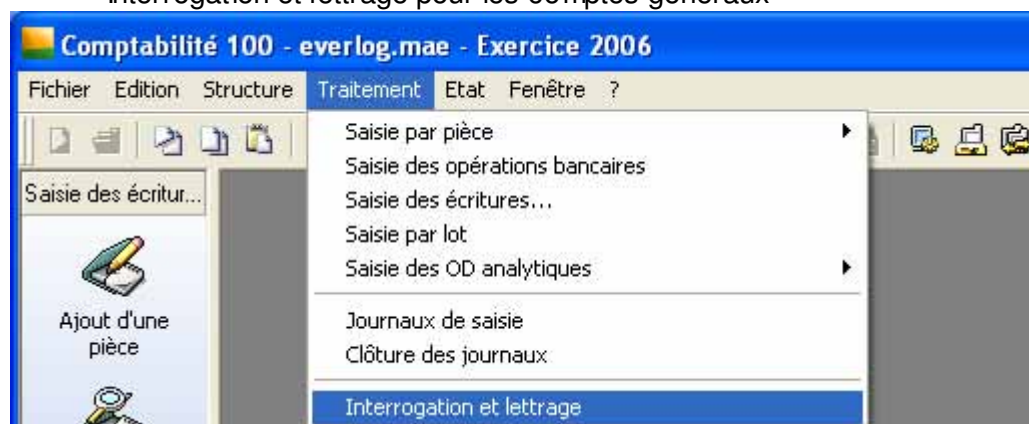 interrogation et lettrage pour les comptes généraux
Comptabilité 100 - everlog.mae - Exercice 2006
Fichier Edition Structure Traitement Etat Fenêtre ?
Saisie des écritur...
Ajout d'une
pièce
Saisie par pièce
Saisie des opérations bancaires
Saisie des écritures...
Saisie par lot
Saisie des OD analytiques
Journaux de saisie
Clôture des journaux
Interrogation et lettrage